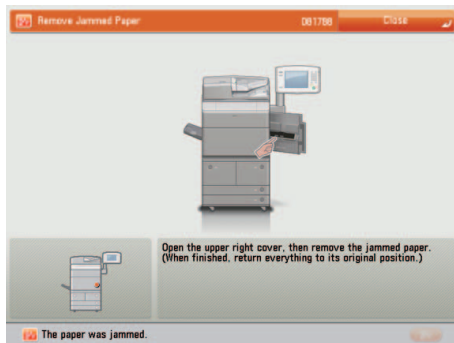 Remove Jammed Paper
081788
Close
Open the upper right cover, then remove the jammed paper.
(When finished, return everything to its original position.)
The paper was jammed.